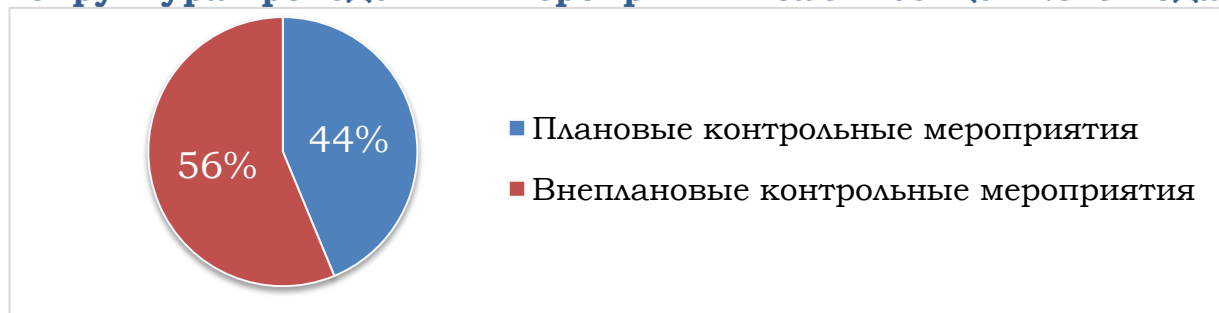 44%
56%
Плановые контрольные мероприятия
Внеплановые контрольные мероприятия